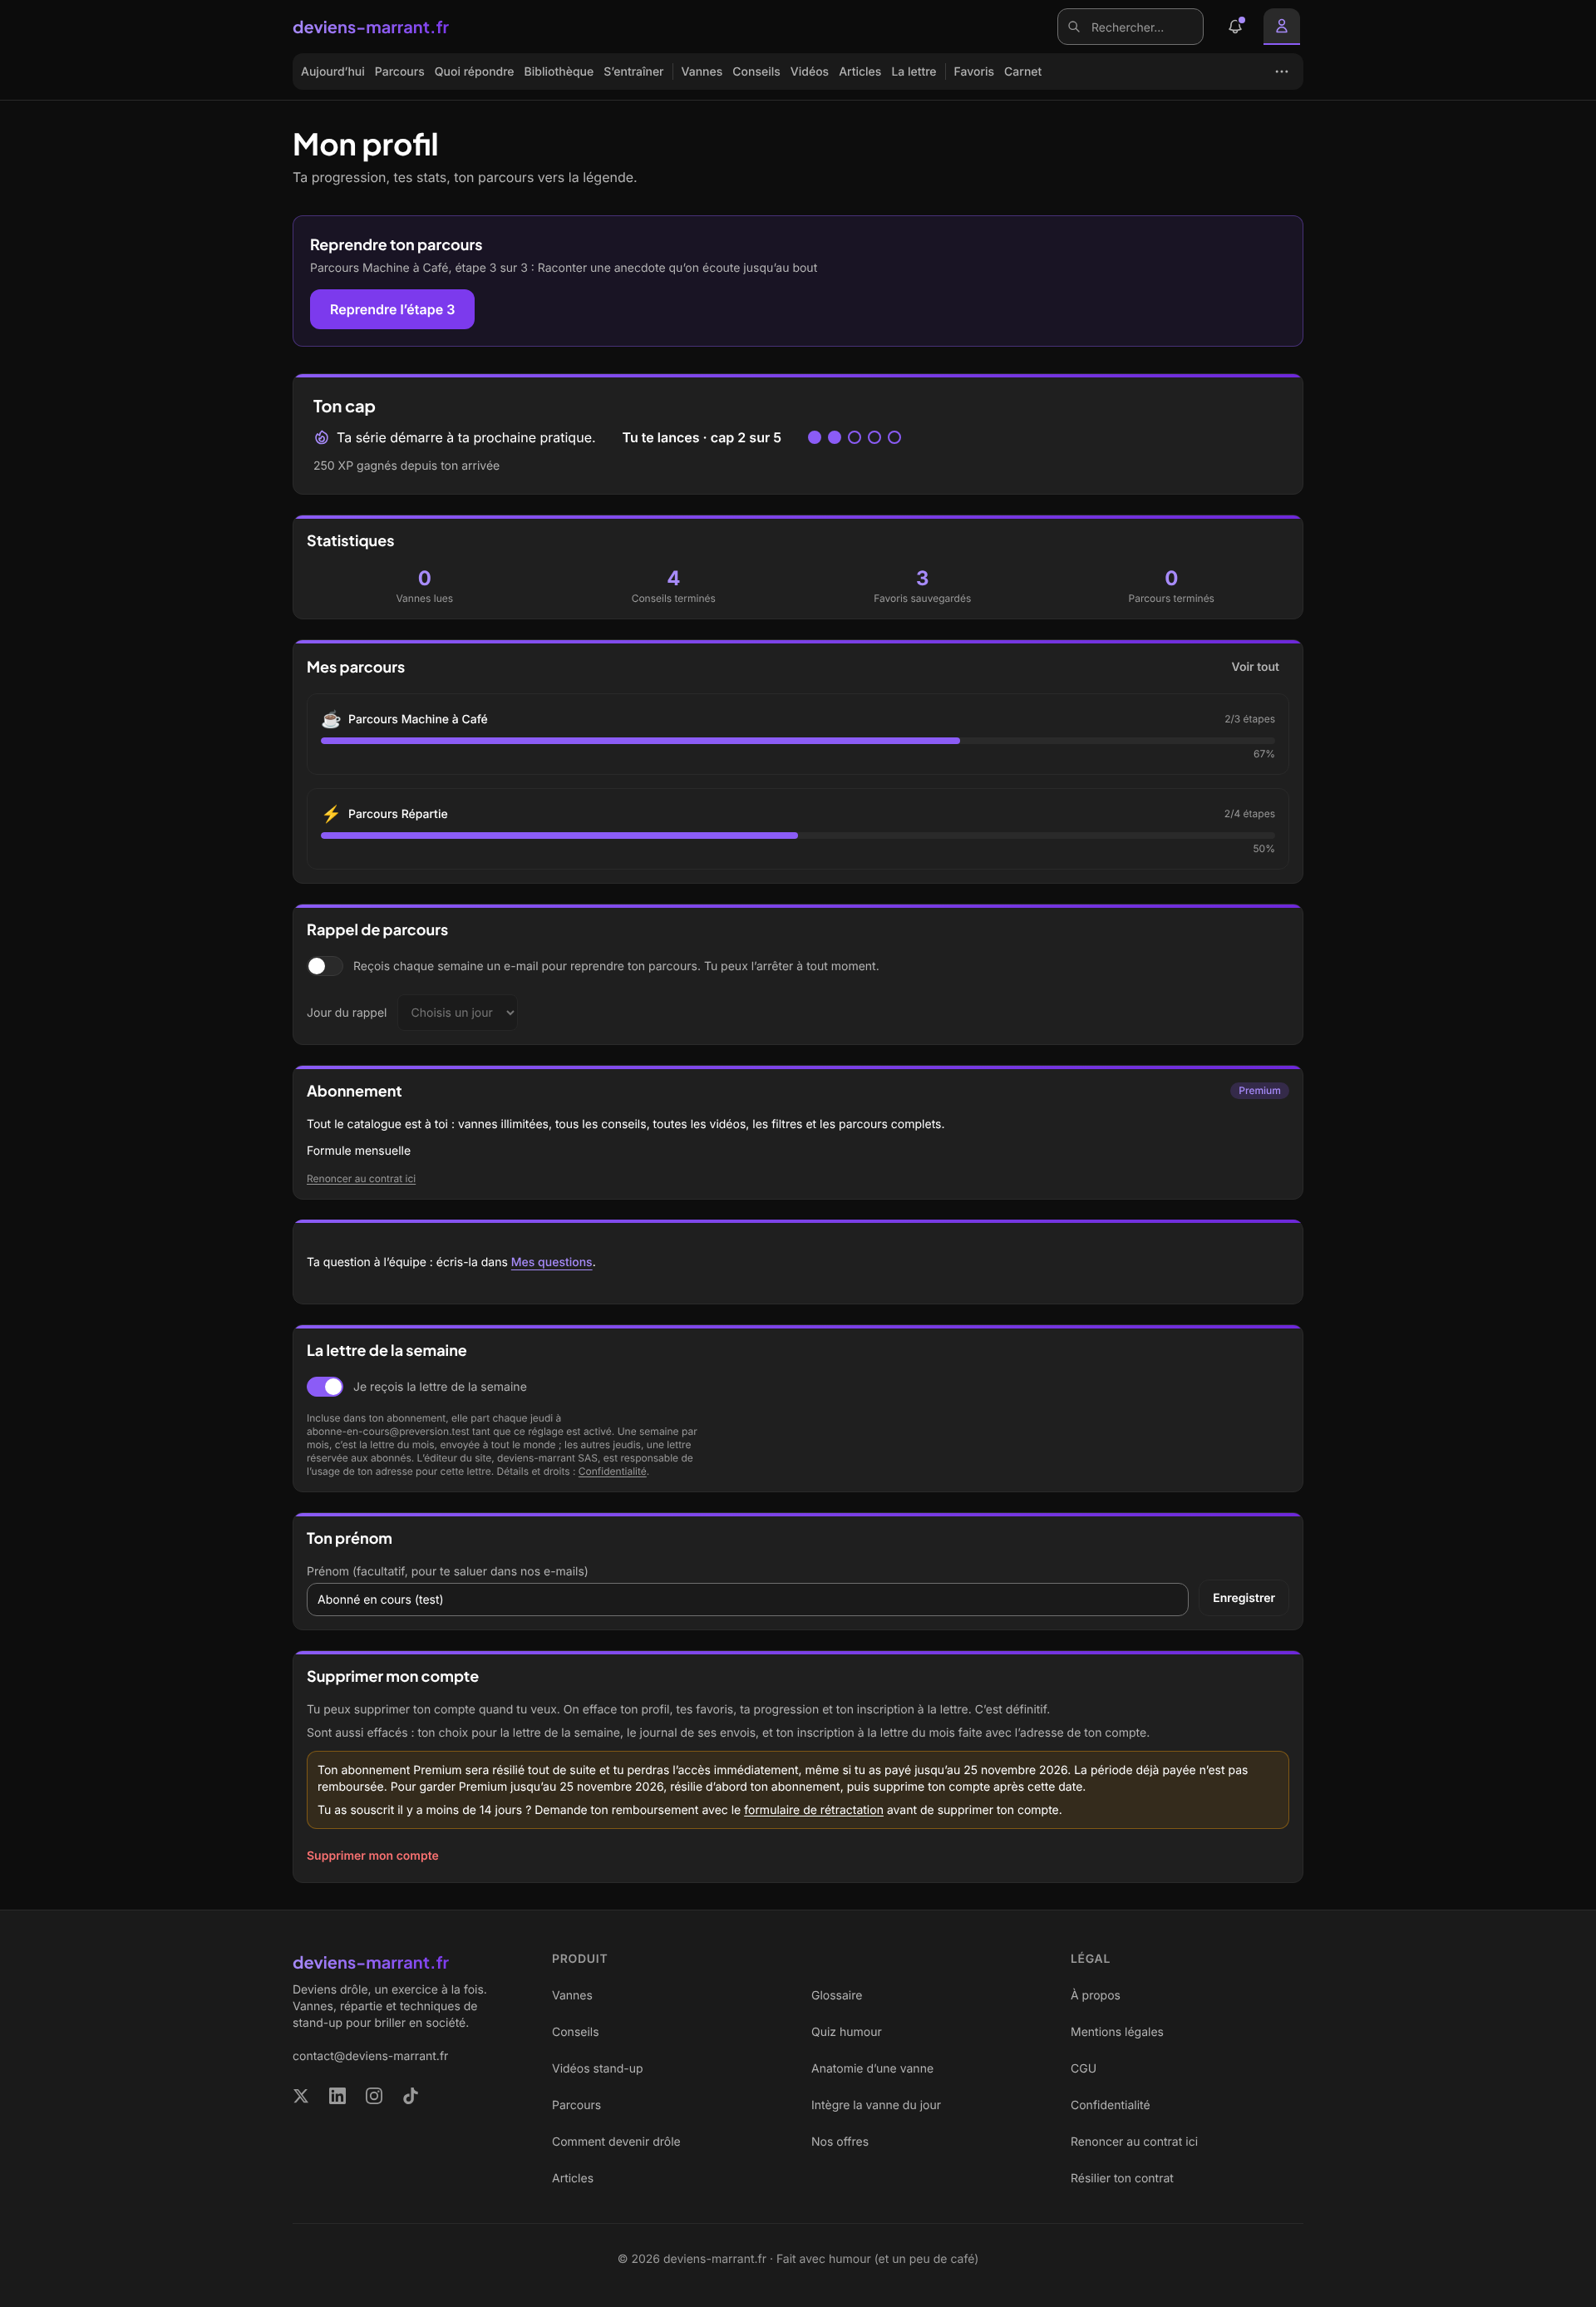 deviens-marrant.fr
Rechercher...
Aujourd’hui Parcours Quoi répondre Bibliothèque S’entraîner Vannes Conseils Vidéos Articles La lettre Favoris Carnet
Mon profil
Ta progression, tes stats, ton parcours vers la légende.
Reprendre ton parcours
Parcours Machine à Café, étape 3 sur 3 : Raconter une anecdote qu’on écoute jusqu’au bout
Reprendre l’étape 3
Ton cap
Ta série démarre à ta prochaine pratique. Tu te lances · cap 2 sur 5
250 XP gagnés depuis ton arrivée
Statistiques
0 4 3 0
Vannes lues Conseils terminés Favoris sauvegardés Parcours terminés
Mes parcours Voir tout
Parcours Machine à Café 2/3 étapes
67%
Parcours Répartie 2/4 étapes
50%
Rappel de parcours
Reçois chaque semaine un e-mail pour reprendre ton parcours. Tu peux l’arrêter à tout moment.
Jour du rappel Choisis un jour
Abonnement Premium
Tout le catalogue est à toi : vannes illimitées, tous les conseils, toutes les vidéos, les filtres et les parcours complets.
Formule mensuelle
Renoncer au contrat ici
Ta question à l’équipe : écris-la dans Mes questions.
La lettre de la semaine
Je reçois la lettre de la semaine
Incluse dans ton abonnement, elle part chaque jeudi à
abonne-en-cours@preversion.test tant que ce réglage est activé. Une semaine par
mois, c’est la lettre du mois, envoyée à tout le monde ; les autres jeudis, une lettre
réservée aux abonnés. L’éditeur du site, deviens-marrant SAS, est responsable de
l’usage de ton adresse pour cette lettre. Détails et droits : Confidentialité.
Ton prénom
Prénom (facultatif, pour te saluer dans nos e-mails)
Abonné en cours (test) Enregistrer
Supprimer mon compte
Tu peux supprimer ton compte quand tu veux. On efface ton profil, tes favoris, ta progression et ton inscription à la lettre. C’est définitif.
Sont aussi effacés : ton choix pour la lettre de la semaine, le journal de ses envois, et ton inscription à la lettre du mois faite avec l’adresse de ton compte.
Ton abonnement Premium sera résilié tout de suite et tu perdras l’accès immédiatement, même si tu as payé jusqu’au 25 novembre 2026. La période déjà payée n’est pas
remboursée. Pour garder Premium jusqu’au 25 novembre 2026, résilie d’abord ton abonnement, puis supprime ton compte après cette date.
Tu as souscrit il y a moins de 14 jours ? Demande ton remboursement avec le formulaire de rétractation avant de supprimer ton compte.
Supprimer mon compte
deviens-marrant.fr
Deviens drôle, un exercice à la fois.
Vannes, répartie et techniques de
stand-up pour briller en société.
contact@deviens-marrant.fr
PRODUIT
Vannes
Conseils
Vidéos stand-up
Parcours
Comment devenir drôle
Articles
Glossaire
Quiz humour
Anatomie d’une vanne
Intègre la vanne du jour
Nos offres
LÉGAL
À propos
Mentions légales
CGU
Confidentialité
Renoncer au contrat ici
Résilier ton contrat
© 2026 deviens-marrant.fr · Fait avec humour (et un peu de café)